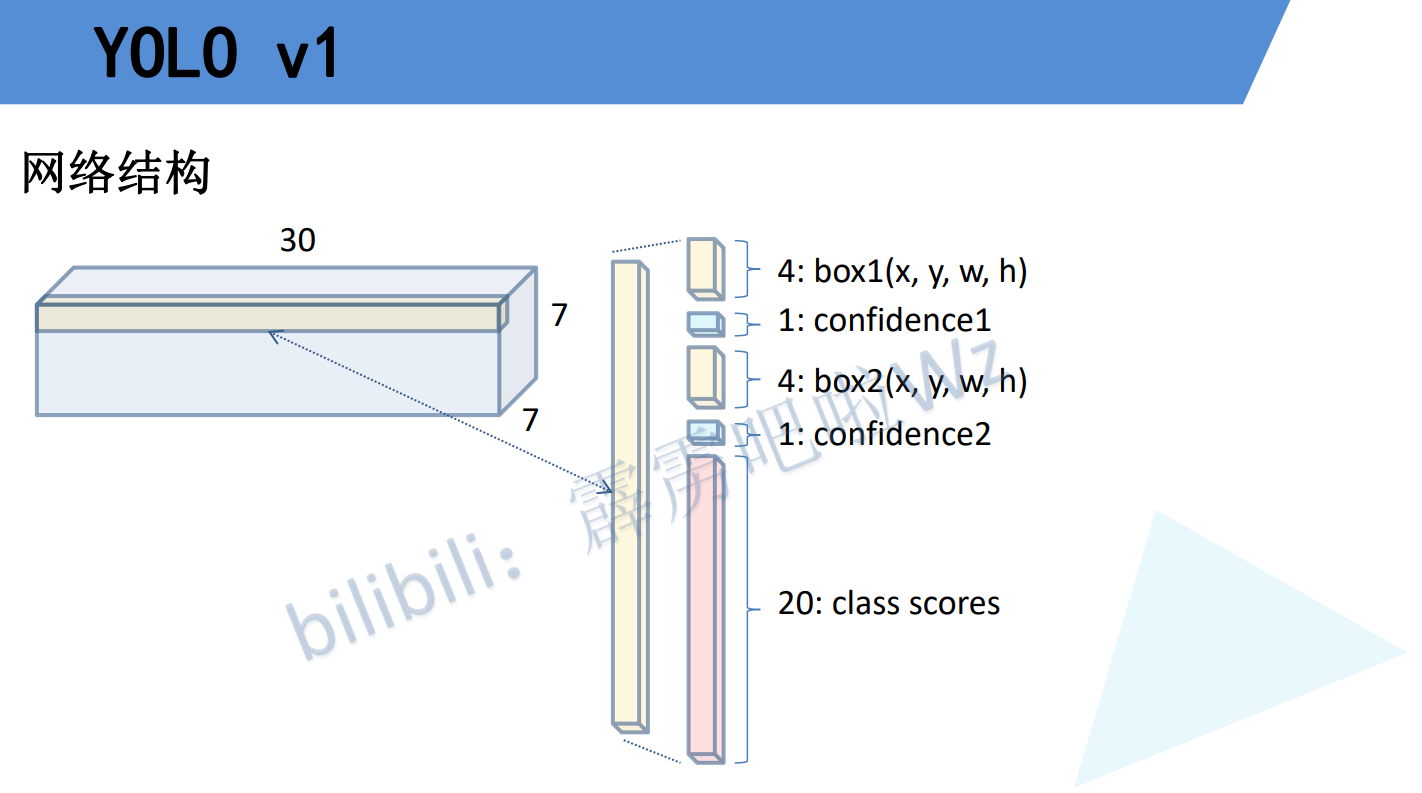 YOLO v1
网络结构
30
7
7
4: box1(x, y, w, h)
1: confidence1
4: box2(x, y, w, h)
1: confidence2
20: class scores
bilibili：霹雳吧啦Wz